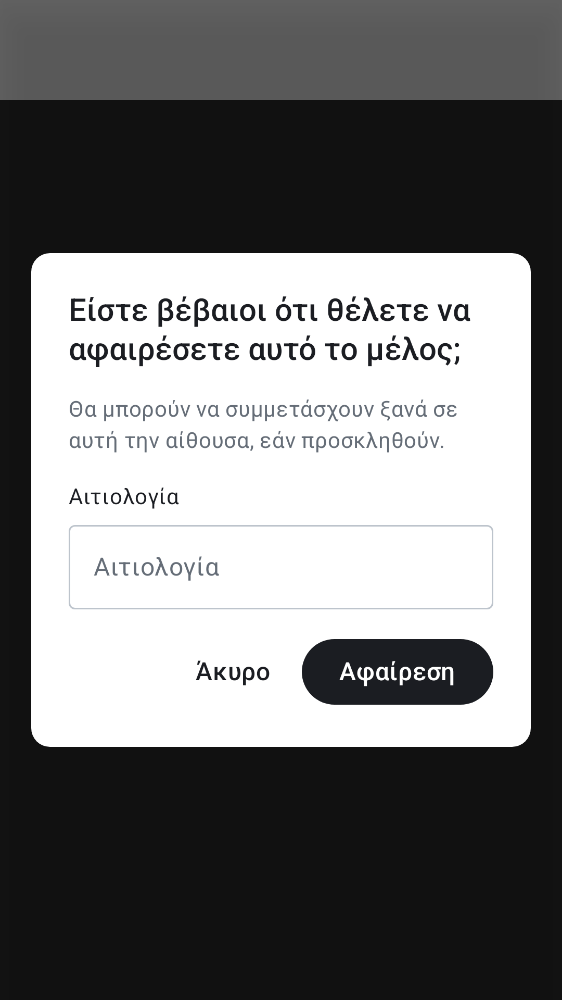 Είστε βέβαιοι ότι θέλετε να
αφαιρέσετε αυτό το μέλος;
Θα μπορούν να συμμετάσχουν ξανά σε
αυτή την αίθουσα, εάν προσκληθούν.
Αιτιολογία
Αιτιολογία
Άκυρο
Αφαίρεση